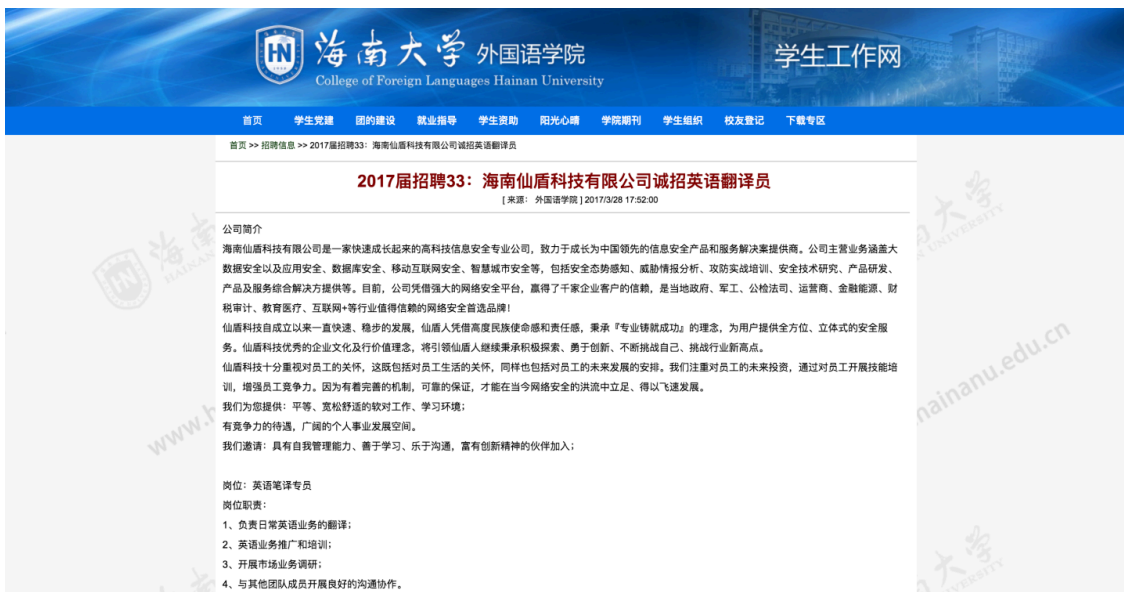 海南大学 外国语学院
College of Foreign Languages Hainan University
学生工作网
首页 学生党建 团的建设 就业指导 学生资助 阳光心晴 学院期刊 学生组织 校友登记 下载专区
首页 >> 招聘信息 >> 2017届招聘33：海南仙盾科技有限公司诚招英语翻译员
2017届招聘33：海南仙盾科技有限公司诚招英语翻译员
[ 来源： 外国语学院 ] 2017/3/28 17:52:00
公司简介
海南仙盾科技有限公司是一家快速成长起来的高科技信息安全专业公司，致力于成长为中国领先的信息安全产品和服务解决案提供商。公司主营业务涵盖大
数据安全以及应用安全、数据库安全、移动互联网安全、智慧城市安全等，包括安全态势感知、威胁情报分析、攻防实战培训、安全技术研究、产品研发、
产品及服务综合解决方提供等。目前，公司凭借强大的网络安全平台，赢得了千家企业客户的信赖，是当地政府、军工、公检法司、运营商、金融能源、财
税审计、教育医疗、互联网+等行业值得信赖的网络安全首选品牌！
仙盾科技自成立以来一直快速、稳步的发展，仙盾人凭借高度民族使命感和责任感，秉承『专业铸就成功』的理念，为用户提供全方位、立体式的安全服
务。仙盾科技优秀的企业文化及行价值理念，将引领仙盾人继续秉承积极探索、勇于创新、不断挑战自己、挑战行业新高点。
仙盾科技十分重视对员工的关怀，这既包括对员工生活的关怀，同样也包括对员工的未来发展的安排。我们注重对员工的未来投资，通过对员工开展技能培
训，增强员工竞争力。因为有着完善的机制，可靠的保证，才能在当今网络安全的洪流中立足、得以飞速发展。
我们为您提供：平等、宽松舒适的软对工作、学习环境；
有竞争力的待遇，广阔的个人事业发展空间。
我们邀请：具有自我管理能力、善于学习、乐于沟通，富有创新精神的伙伴加入；
岗位：英语笔译专员
岗位职责：
1、负责日常英语业务的翻译；
2、英语业务推广和培训；
3、开展市场业务调研；
4、与其他团队成员开展良好的沟通协作。